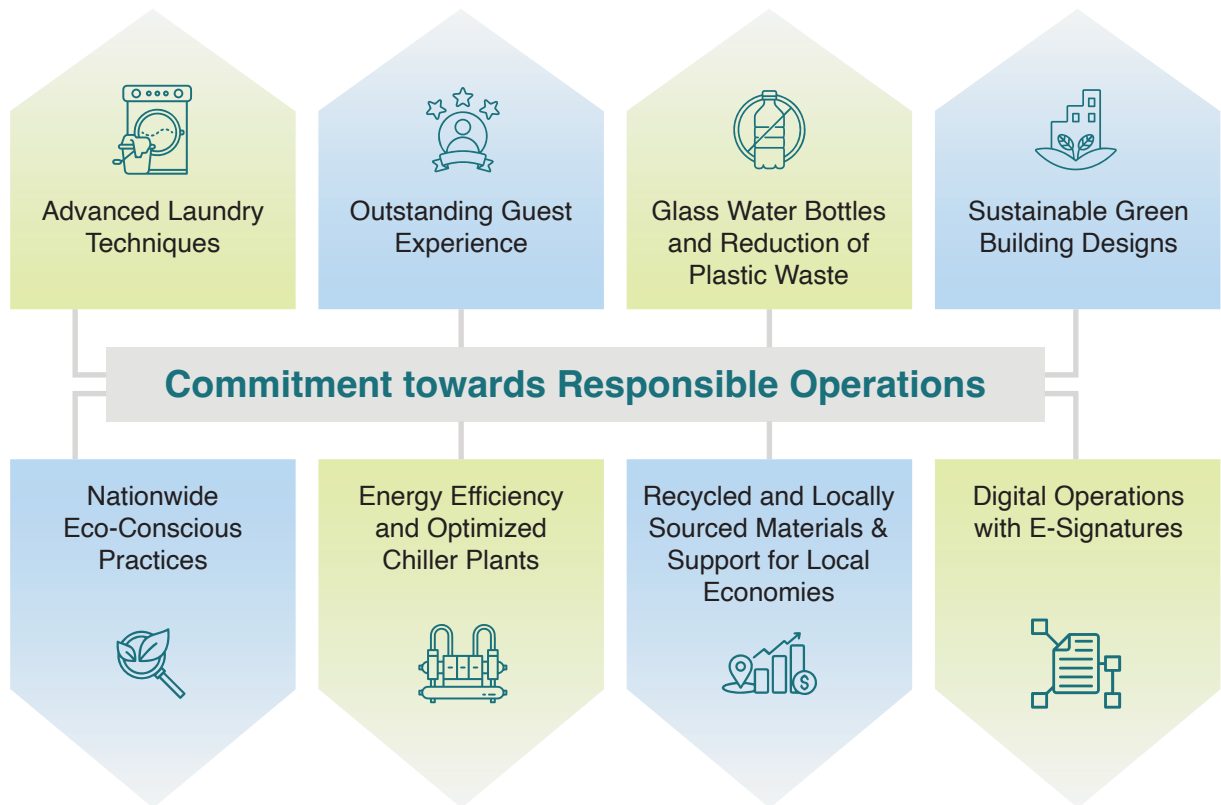 Advanced Laundry
Techniques
Outstanding Guest
Experience
Glass Water Bottles
and Reduction of
Plastic Waste
Sustainable Green
Building Designs
Commitment towards Responsible Operations
Nationwide
Eco-Conscious
Practices
Energy Efficiency
and Optimized
Chiller Plants
Recycled and Locally
Sourced Materials &
Support for Local
Economies
$
Digital Operations
with E-Signatures